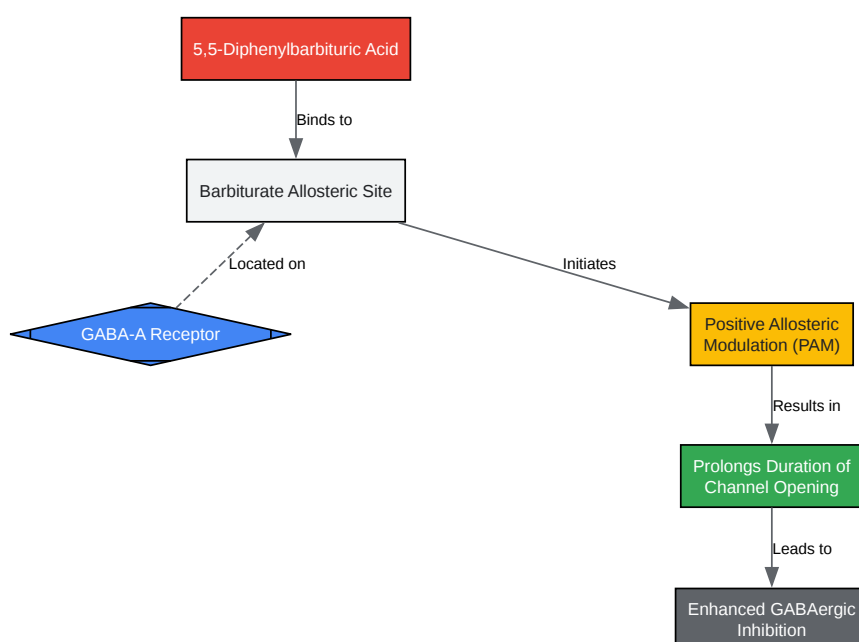 5,5-Diphenylbarbituric Acid
Binds to
Barbiturate Allosteric Site
Located on
Initiates
GABA-A Receptor
Positive Allosteric
Modulation (PAM)
Results in
Prolongs Duration of
Channel Opening
Leads to
Enhanced GABAergic
Inhibition